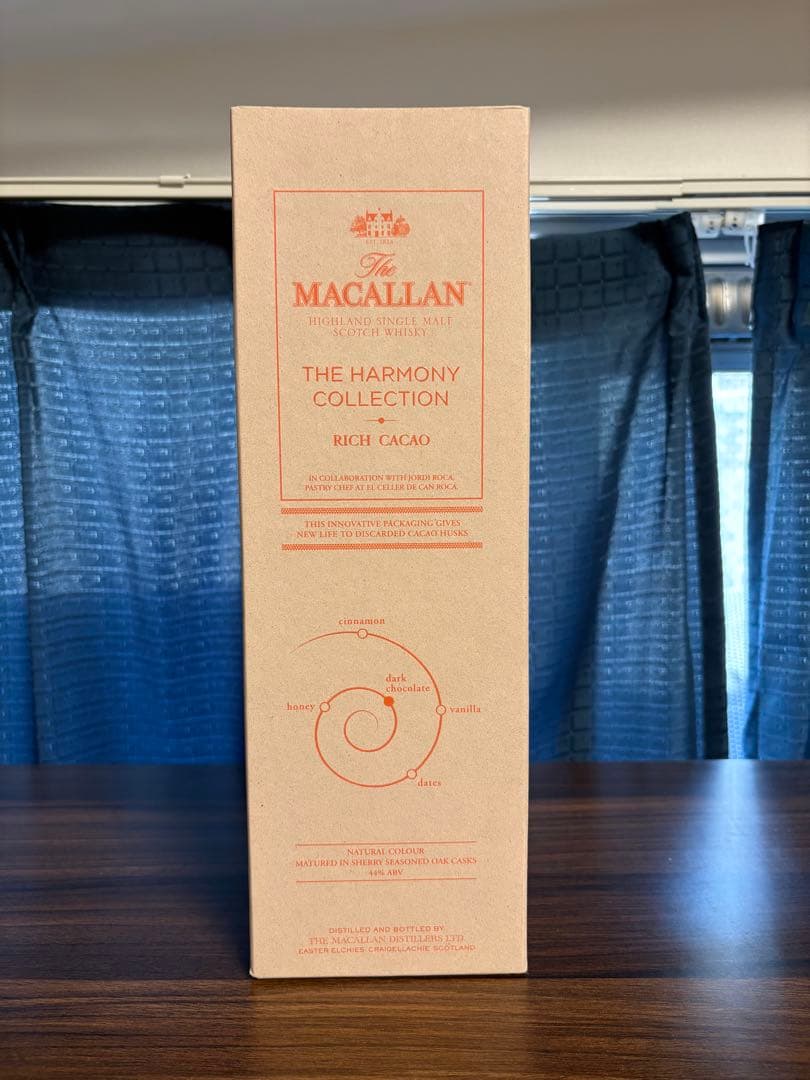 EST. 1824
The
MACALLAN
HIGHLAND SINGLE MALT
SCOTCH WHISKY
THE HARMONY
COLLECTION
RICH CACAO
IN COLLABORATION WITH JORDI ROCA,
PASTRY CHEF AT EL CELLER DE CAN ROCA.
THIS INNOVATIVE PACKAGING GIVES
NEW LIFE TO DISCARDED CACAO HUSKS
cinnamon
dark
chocolate
honey
vanilla
dates
NATURAL COLOUR
MATURED IN SHERRY SEASONED OAK CASKS
44% ABV
DISTILLED AND BOTTLED BY
THE MACALLAN DISTILLERS LTD.
EASTER ELCHIES, CRAIGELLACHIE SCOTLAND